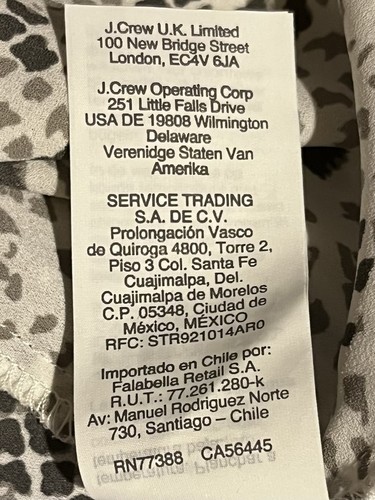 J.Crew U.K. Limited
100 New Bridge Street
London, EC4V 6JA
J.Crew Operating Corp
251 Little Falls Drive
USA DE 19808 Wilmington
Delaware
Verenidge Staten Van
Amerika
SERVICE TRADING
S.A. DE C.V.
Prolongación Vasco
de Quiroga 4800, Torre 2,
Piso 3 Col. Santa Fe
Cuajimalpa, Del.
Cuajimalpa de Morelos
C.P. 05348, Ciudad de
México, MÉXICO
RFC: STR921014AR0
Importado en Chile por:
Falabella Retail S.A.
R.U.T.: 77.261.280-k
Av: Manuel Rodriguez Norte
730, Santiago – Chile
RN77388 CA56445